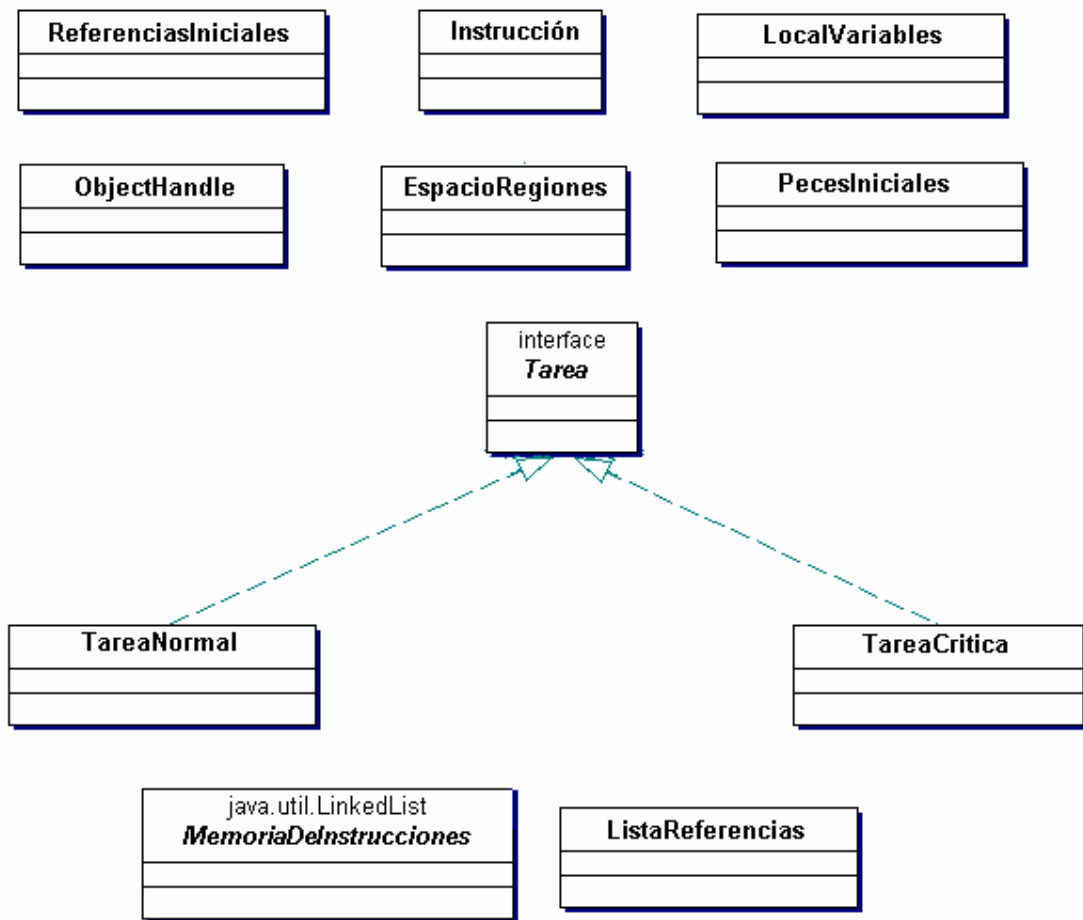 ReferenciasIniciales
Instrucción
LocalVariables
ObjectHandle
EspacioRegiones
PecesIniciales
interface
Tarea
TareaNormal
TareaCritica
java.util.LinkedList
MemoriaDeInstrucciones
ListaReferencias